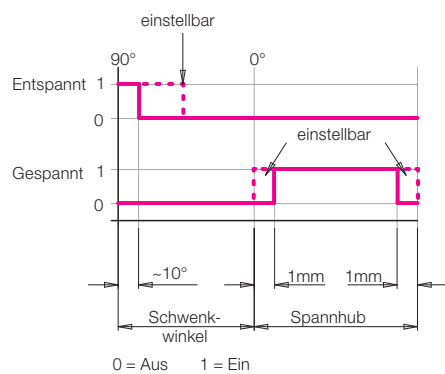 einstellbar
90°
0°
Entspannt
1
0
einstellbar
Gespannt
1
0
~10°
1mm
1mm
Schwenk-
winkel
Spannhub
0 = Aus 1 = Ein